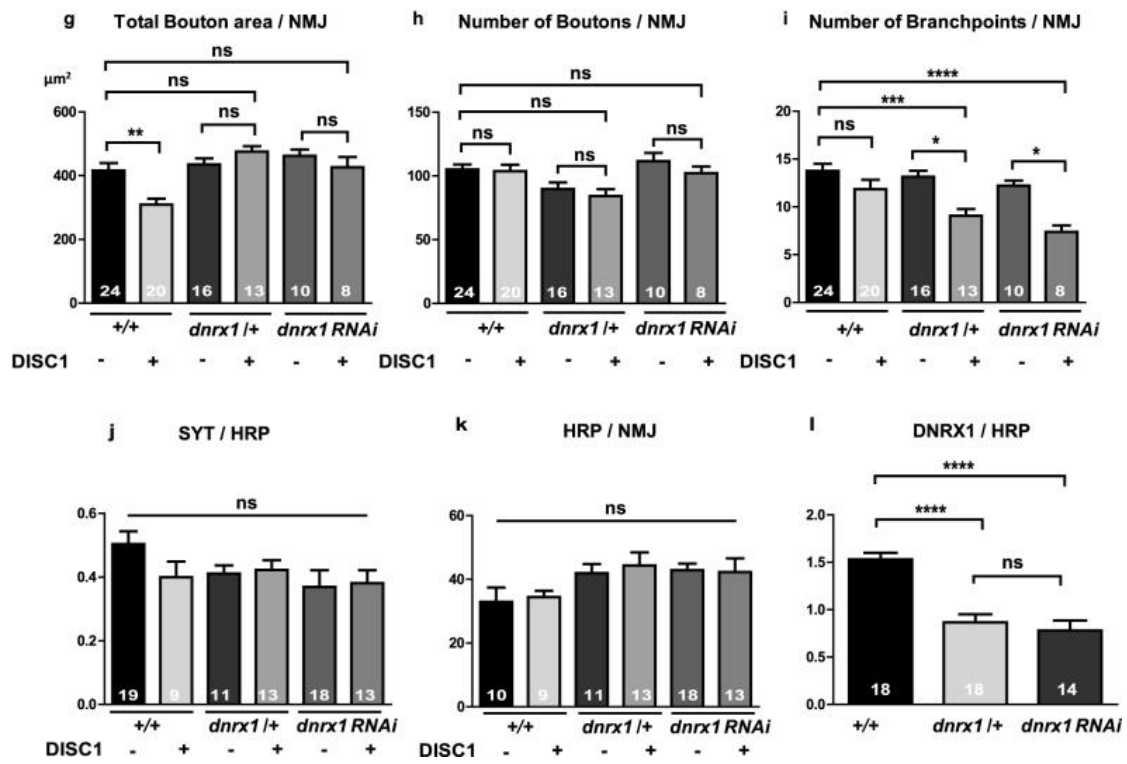 g Total Bouton area / NMJ
ns
ns
μm²
ns
ns
**
600
400
200
0
24 20 16 13 10 8
+/+ dnrx1/+ dnrx1 RNAi
DISC1 - + - + - +
h Number of Boutons / NMJ
ns
ns
ns
ns
ns
150
100
50
0
24 20 16 13 10 8
+/+ dnrx1/+ dnrx1 RNAi
DISC1 - + - + - +
i Number of Branchpoints / NMJ
****
***
ns
*
*
20
15
10
5
0
24 20 16 13 10 8
+/+ dnrx1/+ dnrx1 RNAi
DISC1 - + - + - +
j SYT / HRP
ns
0.6
0.4
0.2
0.0
19 9 11 13 18 13
+/+ dnrx1/+ dnrx1 RNAi
DISC1 - + - + - +
k HRP / NMJ
ns
60
40
20
0
10 9 11 13 18 13
+/+ dnrx1/+ dnrx1 RNAi
DISC1 - + - + - +
l DNRX1 / HRP
****
****
ns
2.0
1.5
1.0
0.5
0.0
18 18 14
+/+ dnrx1/+ dnrx1 RNAi